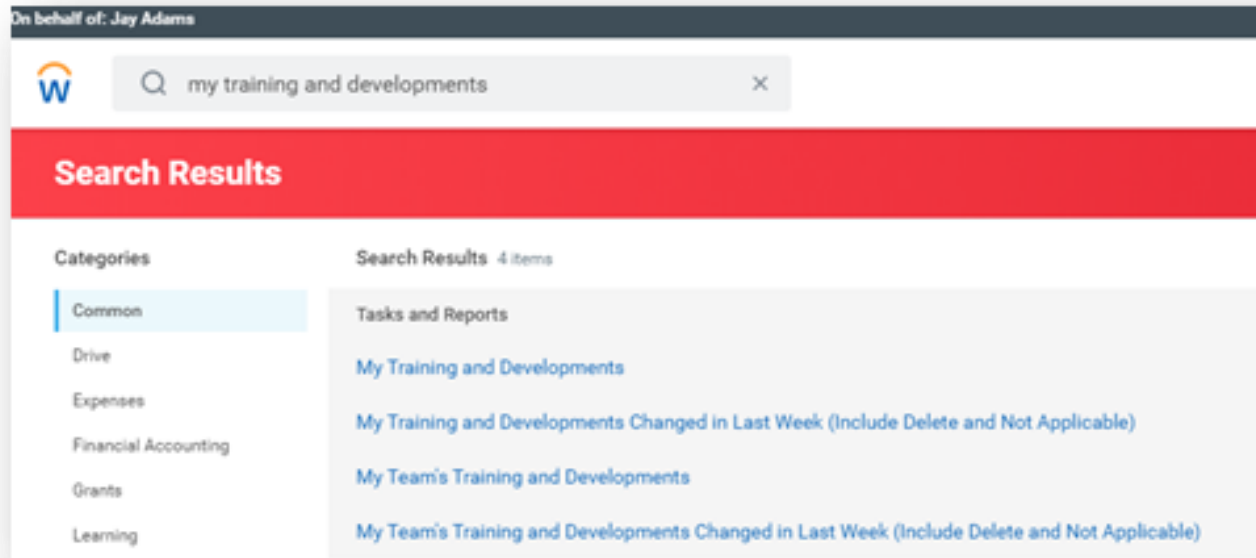 On behalf of: Jay Adams
W
my training and developments
Search Results
Categories
Common
Drive
Expenses
Financial Accounting
Grants
Learning
Search Results 4 items
Tasks and Reports
My Training and Developments
My Training and Developments Changed in Last Week (Include Delete and Not Applicable)
My Team's Training and Developments
My Team's Training and Developments Changed in Last Week (Include Delete and Not Applicable)